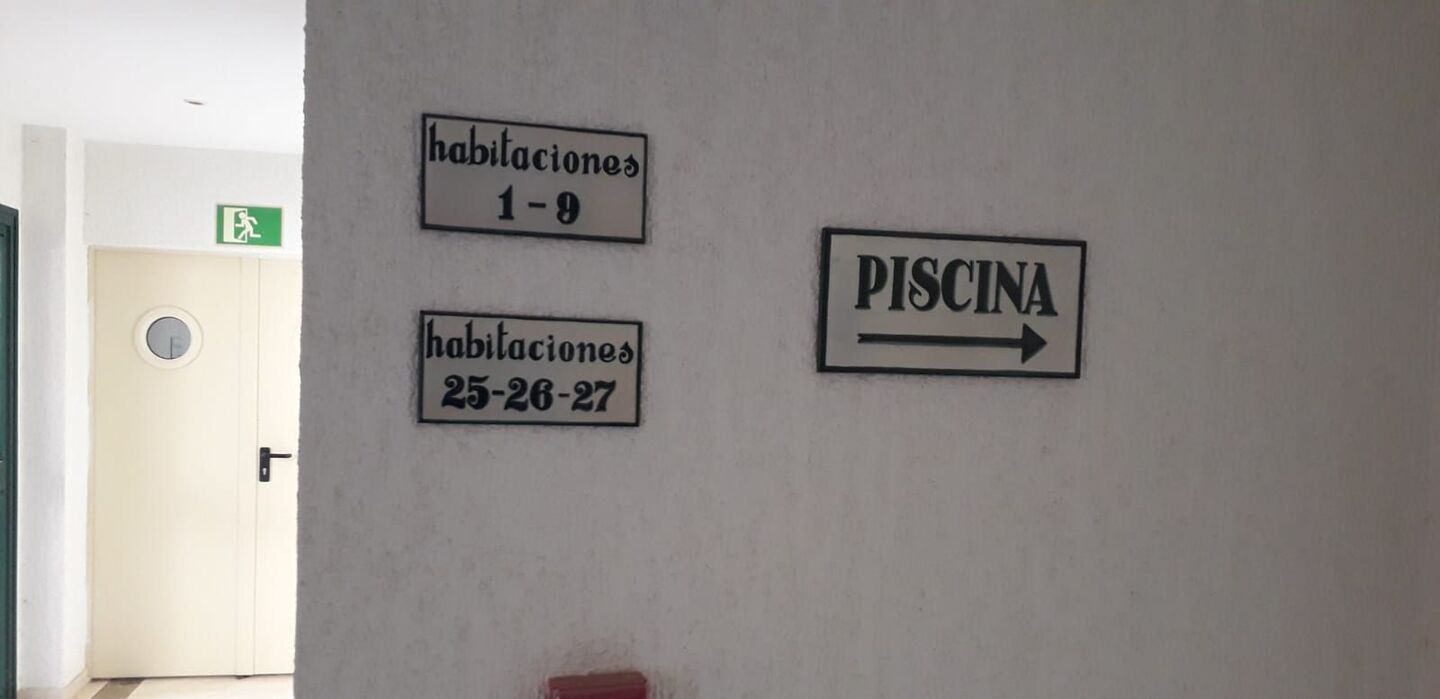 habitaciones
1-9
habitaciones
25-26-27
PISCINA